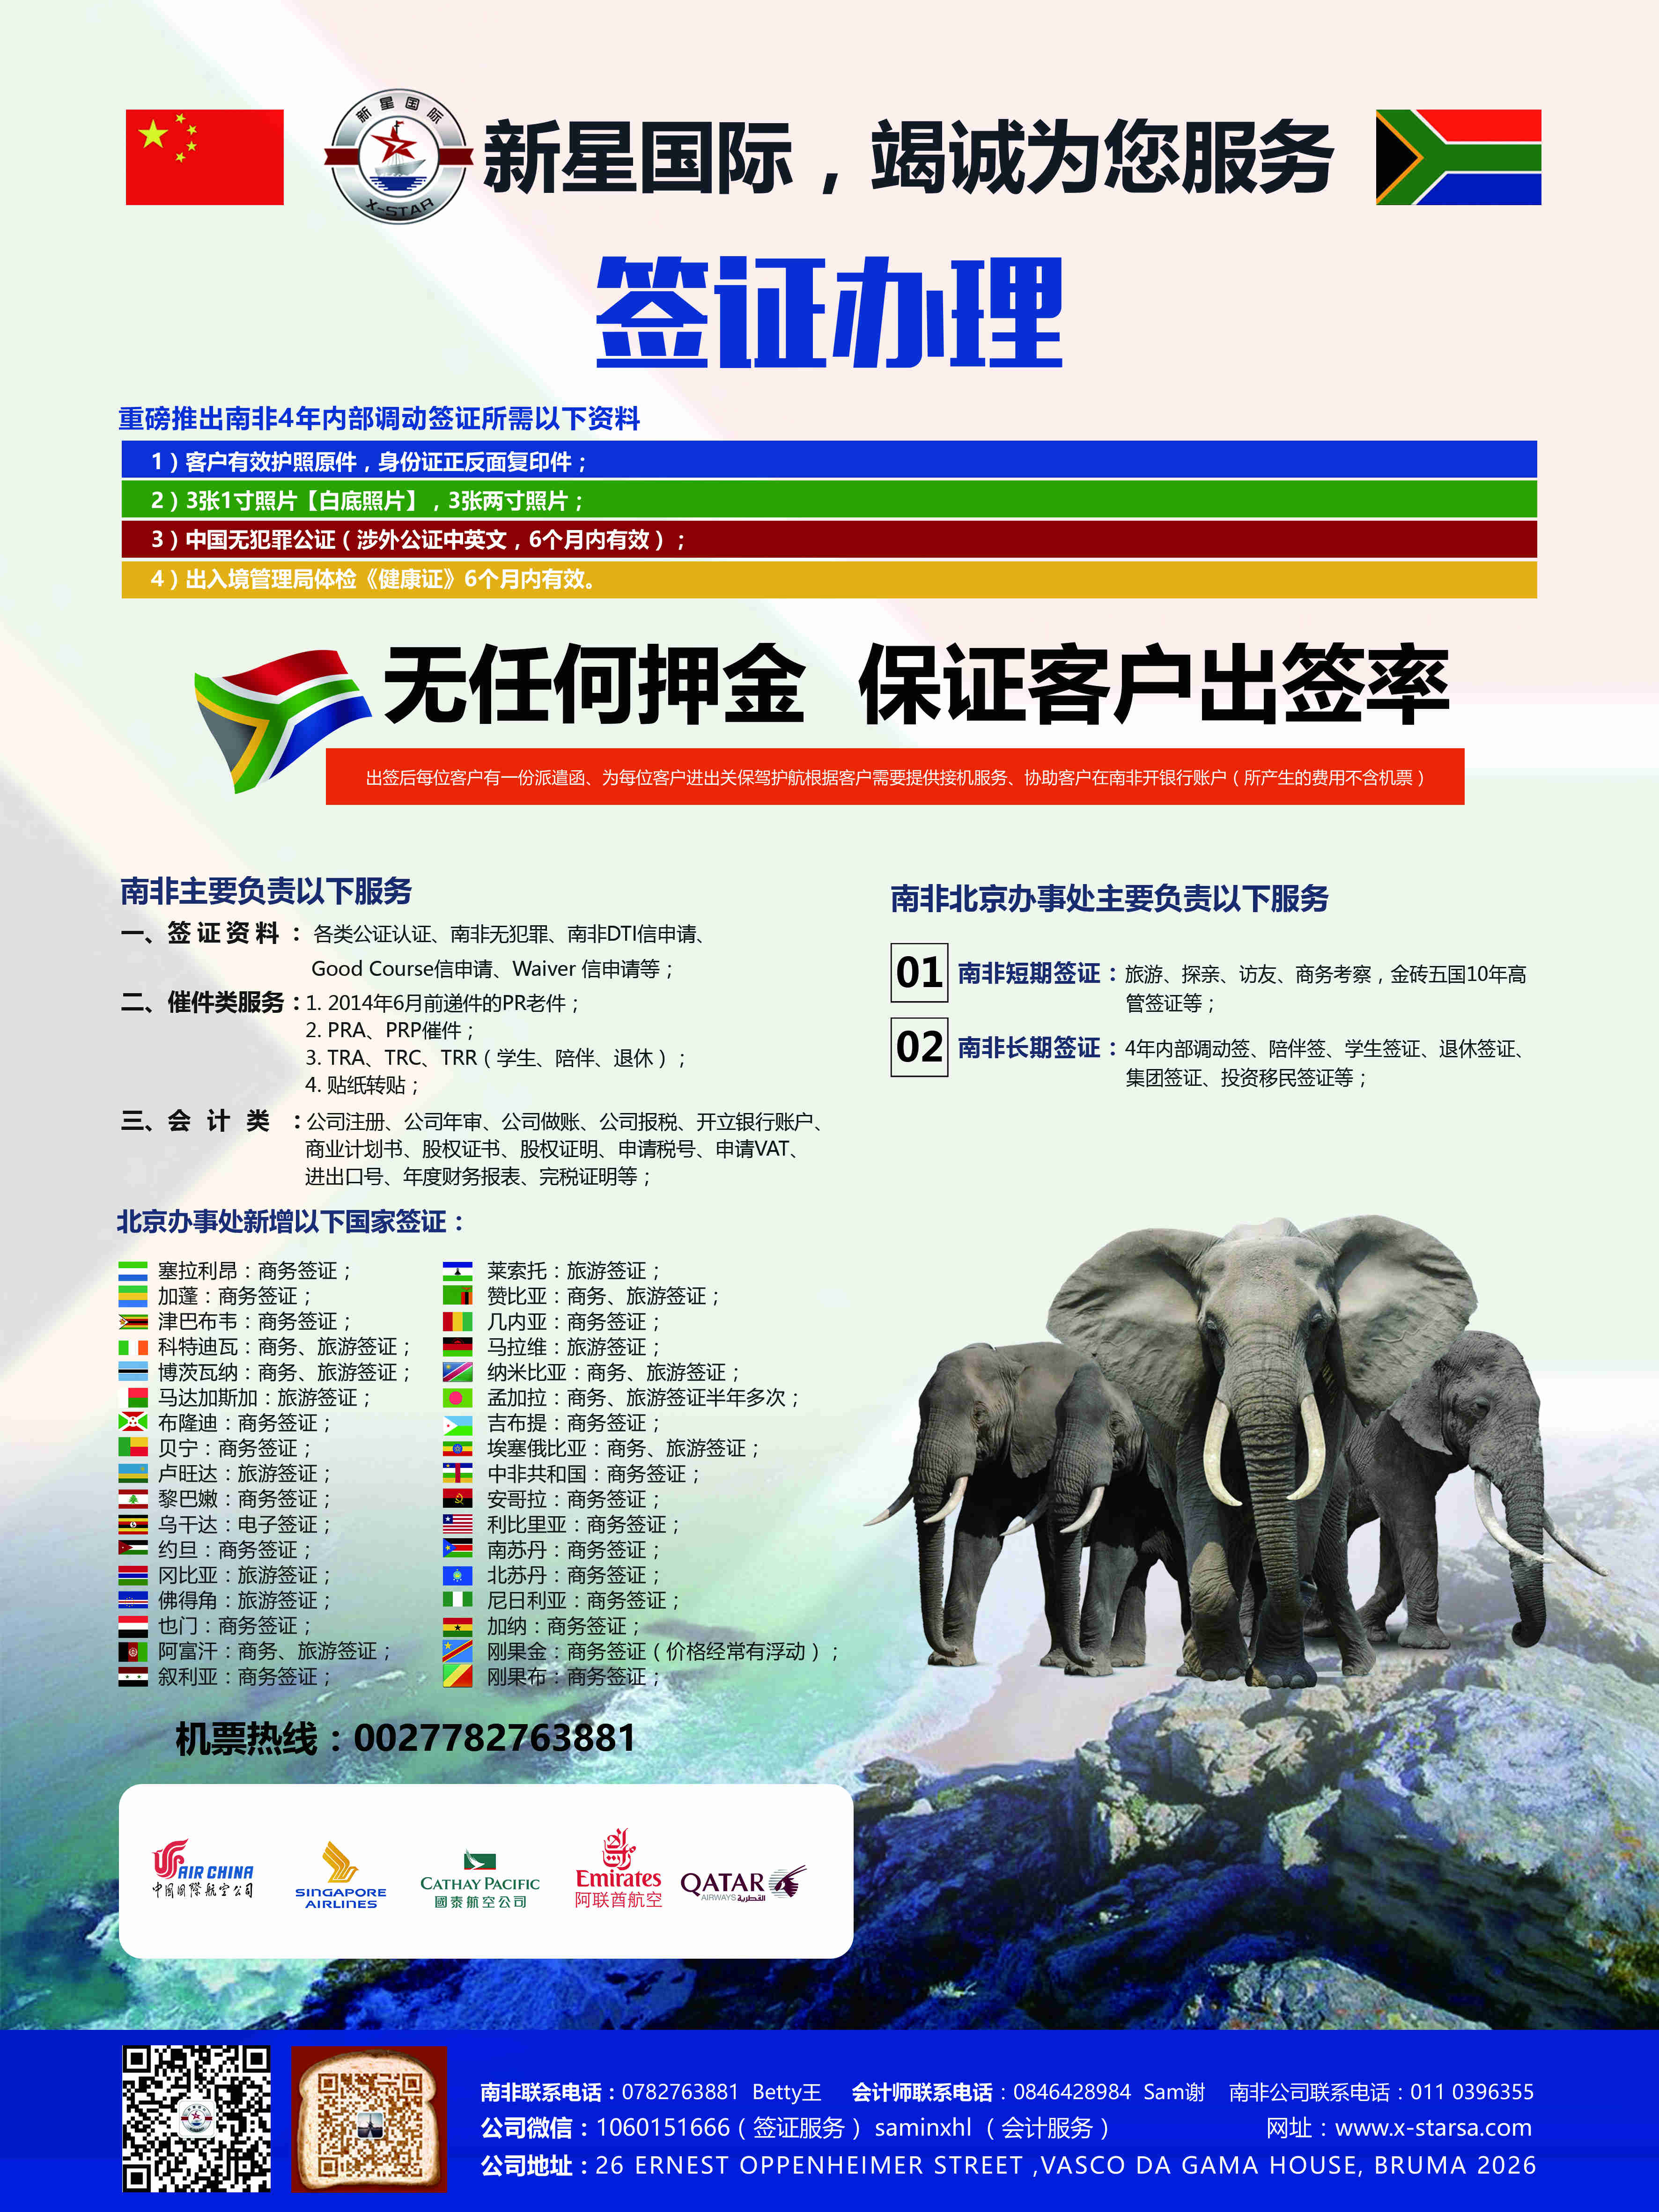 新星国际
X-STAR
新星国际，竭诚为您服务
签证办理
重磅推出南非4年内部调动签证所需以下资料
1）客户有效护照原件，身份证正反面复印件；
2）3张1寸照片【白底照片】，3张两寸照片；
3）中国无犯罪公证（涉外公证中英文，6个月内有效）；
4）出入境管理局体检《健康证》6个月内有效。
无任何押金 保证客户出签率
出签后每位客户有一份派遣函、为每位客户进出关保驾护航根据客户需要提供接机服务、协助客户在南非开银行账户（所产生的费用不含机票）
南非主要负责以下服务
一、签证资料：各类公证认证、南非无犯罪、南非DTI信申请、
Good Course信申请、Waiver 信申请等；
二、催件类服务：1. 2014年6月前递件的PR老件；
2. PRA、PRP催件；
3. TRA、TRC、TRR（学生、陪伴、退休）；
4. 贴纸转贴；
三、会计类：公司注册、公司年审、公司做账、公司报税、开立银行账户、
商业计划书、股权证书、股权证明、申请税号、申请VAT、
进出口号、年度财务报表、完税证明等；
南非北京办事处主要负责以下服务
01 南非短期签证：旅游、探亲、访友、商务考察，金砖五国10年高
管签证等；
02 南非长期签证：4年内部调动签、陪伴签、学生签证、退休签证、
集团签证、投资移民签证等；
北京办事处新增以下国家签证：
塞拉利昂：商务签证；
加蓬：商务签证；
津巴布韦：商务签证；
科特迪瓦：商务、旅游签证；
博茨瓦纳：商务、旅游签证；
马达加斯加：旅游签证；
布隆迪：商务签证；
贝宁：商务签证；
卢旺达：旅游签证；
黎巴嫩：商务签证；
乌干达：电子签证；
约旦：商务签证；
冈比亚：旅游签证；
佛得角：旅游签证；
也门：商务签证；
阿富汗：商务、旅游签证；
叙利亚：商务签证；
莱索托：旅游签证；
赞比亚：商务、旅游签证；
几内亚：商务签证；
马拉维：旅游签证；
纳米比亚：商务、旅游签证；
孟加拉：商务、旅游签证半年多次；
吉布提：商务签证；
埃塞俄比亚：商务、旅游签证；
中非共和国：商务签证；
安哥拉：商务签证；
利比里亚：商务签证；
南苏丹：商务签证；
北苏丹：商务签证；
尼日利亚：商务签证；
加纳：商务签证；
刚果金：商务签证（价格经常有浮动）；
刚果布：商务签证；
机票热线：0027782763881
AIR CHINA
中国国際航空公司
SINGAPORE
AIRLINES
CATHAY PACIFIC
國泰航空公司
Emirates
阿联酋航空
QATAR
AIRWAYS القطرية
南非联系电话：0782763881 Betty王 会计师联系电话：0846428984 Sam谢 南非公司联系电话：011 0396355
公司微信：1060151666（签证服务） saminxhl （会计服务） 网址：www.x-starsa.com
公司地址：26 ERNEST OPPENHEIMER STREET ,VASCO DA GAMA HOUSE, BRUMA 2026